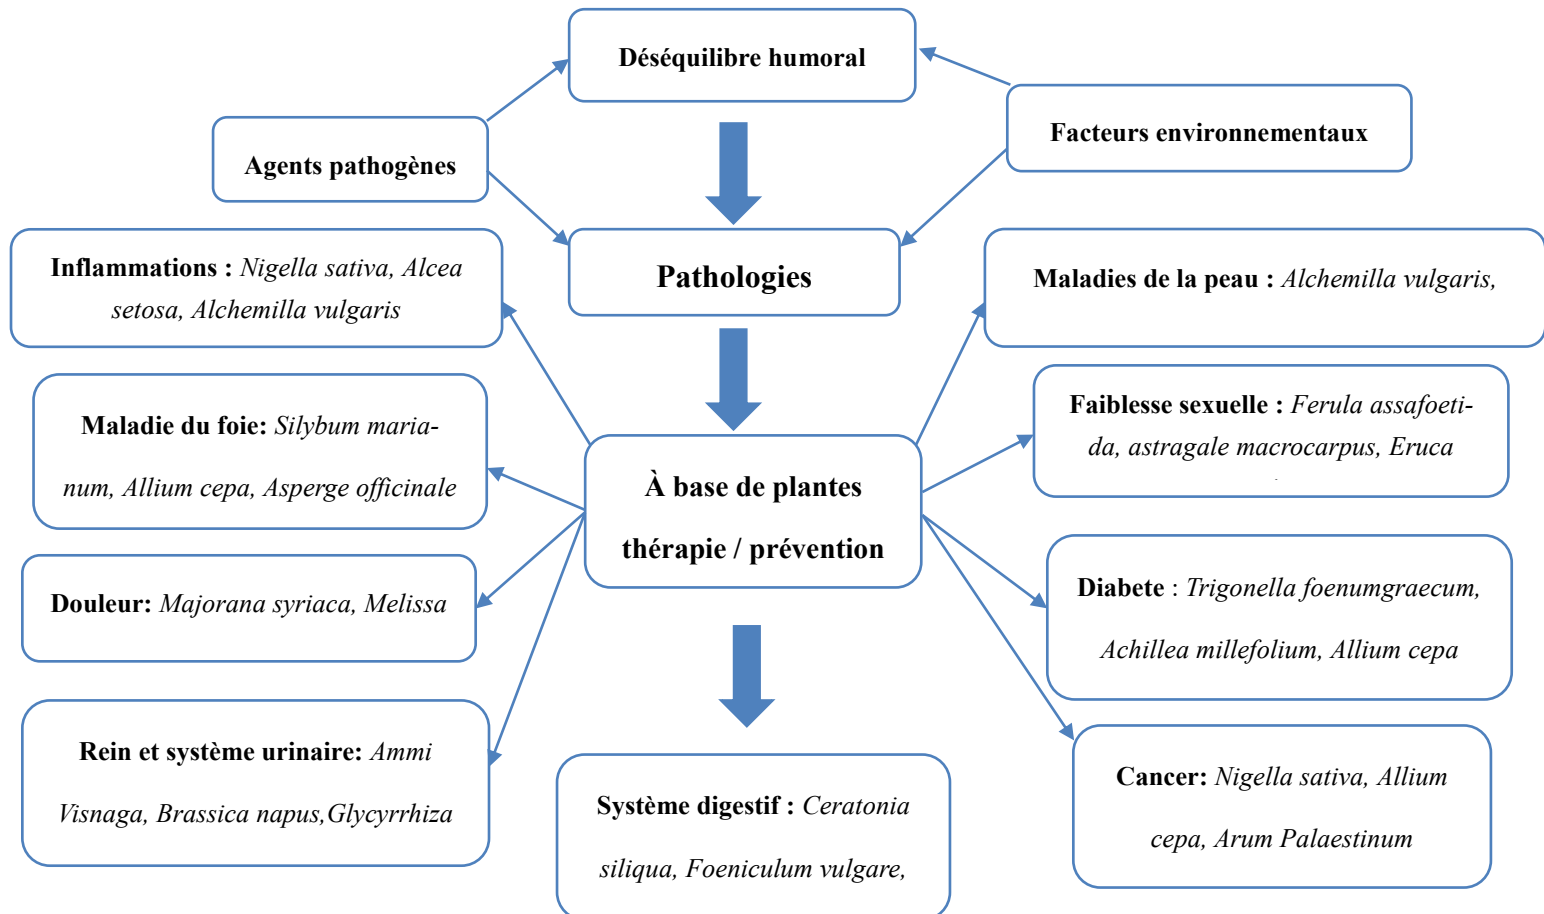 Déséquilibre humoral
Agents pathogènes
Facteurs environnementaux
Pathologies
Inflammations : Nigella sativa, Alcea
setosa, Alchemilla vulgaris
Maladies de la peau : Alchemilla vulgaris,
Maladie du foie: Silybum maria-
num, Allium cepa, Asperge officinale
Faiblesse sexuelle : Ferula assafoeti-
da, astragale macrocarpus, Eruca
À base de plantes
thérapie / prévention
Douleur: Majorana syriaca, Melissa
Diabete : Trigonella foenumgraecum,
Achillea millefolium, Allium cepa
Rein et système urinaire: Ammi
Visnaga, Brassica napus,Glycyrrhiza
Système digestif : Ceratonia
siliqua, Foeniculum vulgare,
Cancer: Nigella sativa, Allium
cepa, Arum Palaestinum